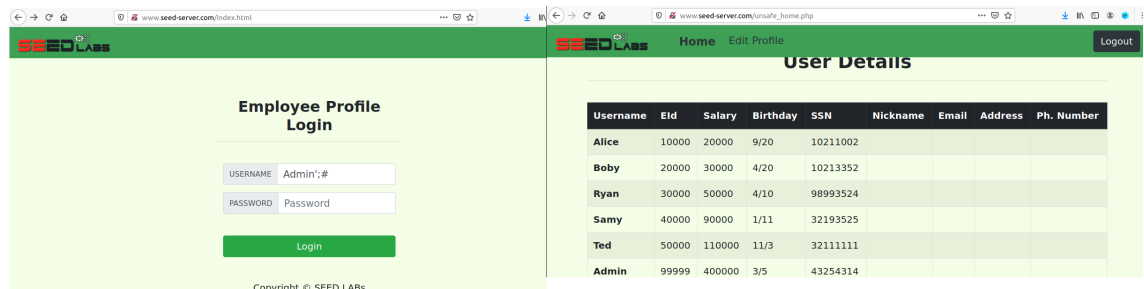 www.seed-server.com/index.html
SEED LABS
Employee Profile
Login
USERNAME Admin';#
PASSWORD Password
Login
Copyright © SEED LABs
www.seed-server.com/unsafe_home.php
SEED LABS Home Edit Profile Logout
User Details
Username EId Salary Birthday SSN Nickname Email Address Ph. Number
Alice 10000 20000 9/20 10211002
Boby 20000 30000 4/20 10213352
Ryan 30000 50000 4/10 98993524
Samy 40000 90000 1/11 32193525
Ted 50000 110000 11/3 32111111
Admin 99999 400000 3/5 43254314